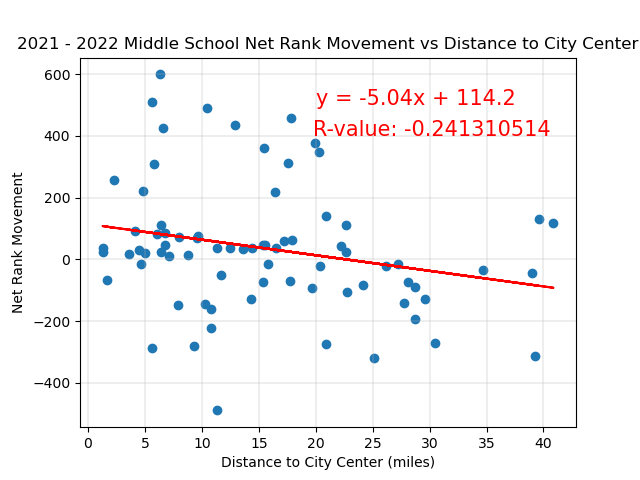 2021 - 2022 Middle School Net Rank Movement vs Distance to City Center
y = -5.04x + 114.2
R-value: -0.241310514
600
400
200
0
−200
−400
Net Rank Movement
0 5 10 15 20 25 30 35 40
Distance to City Center (miles)